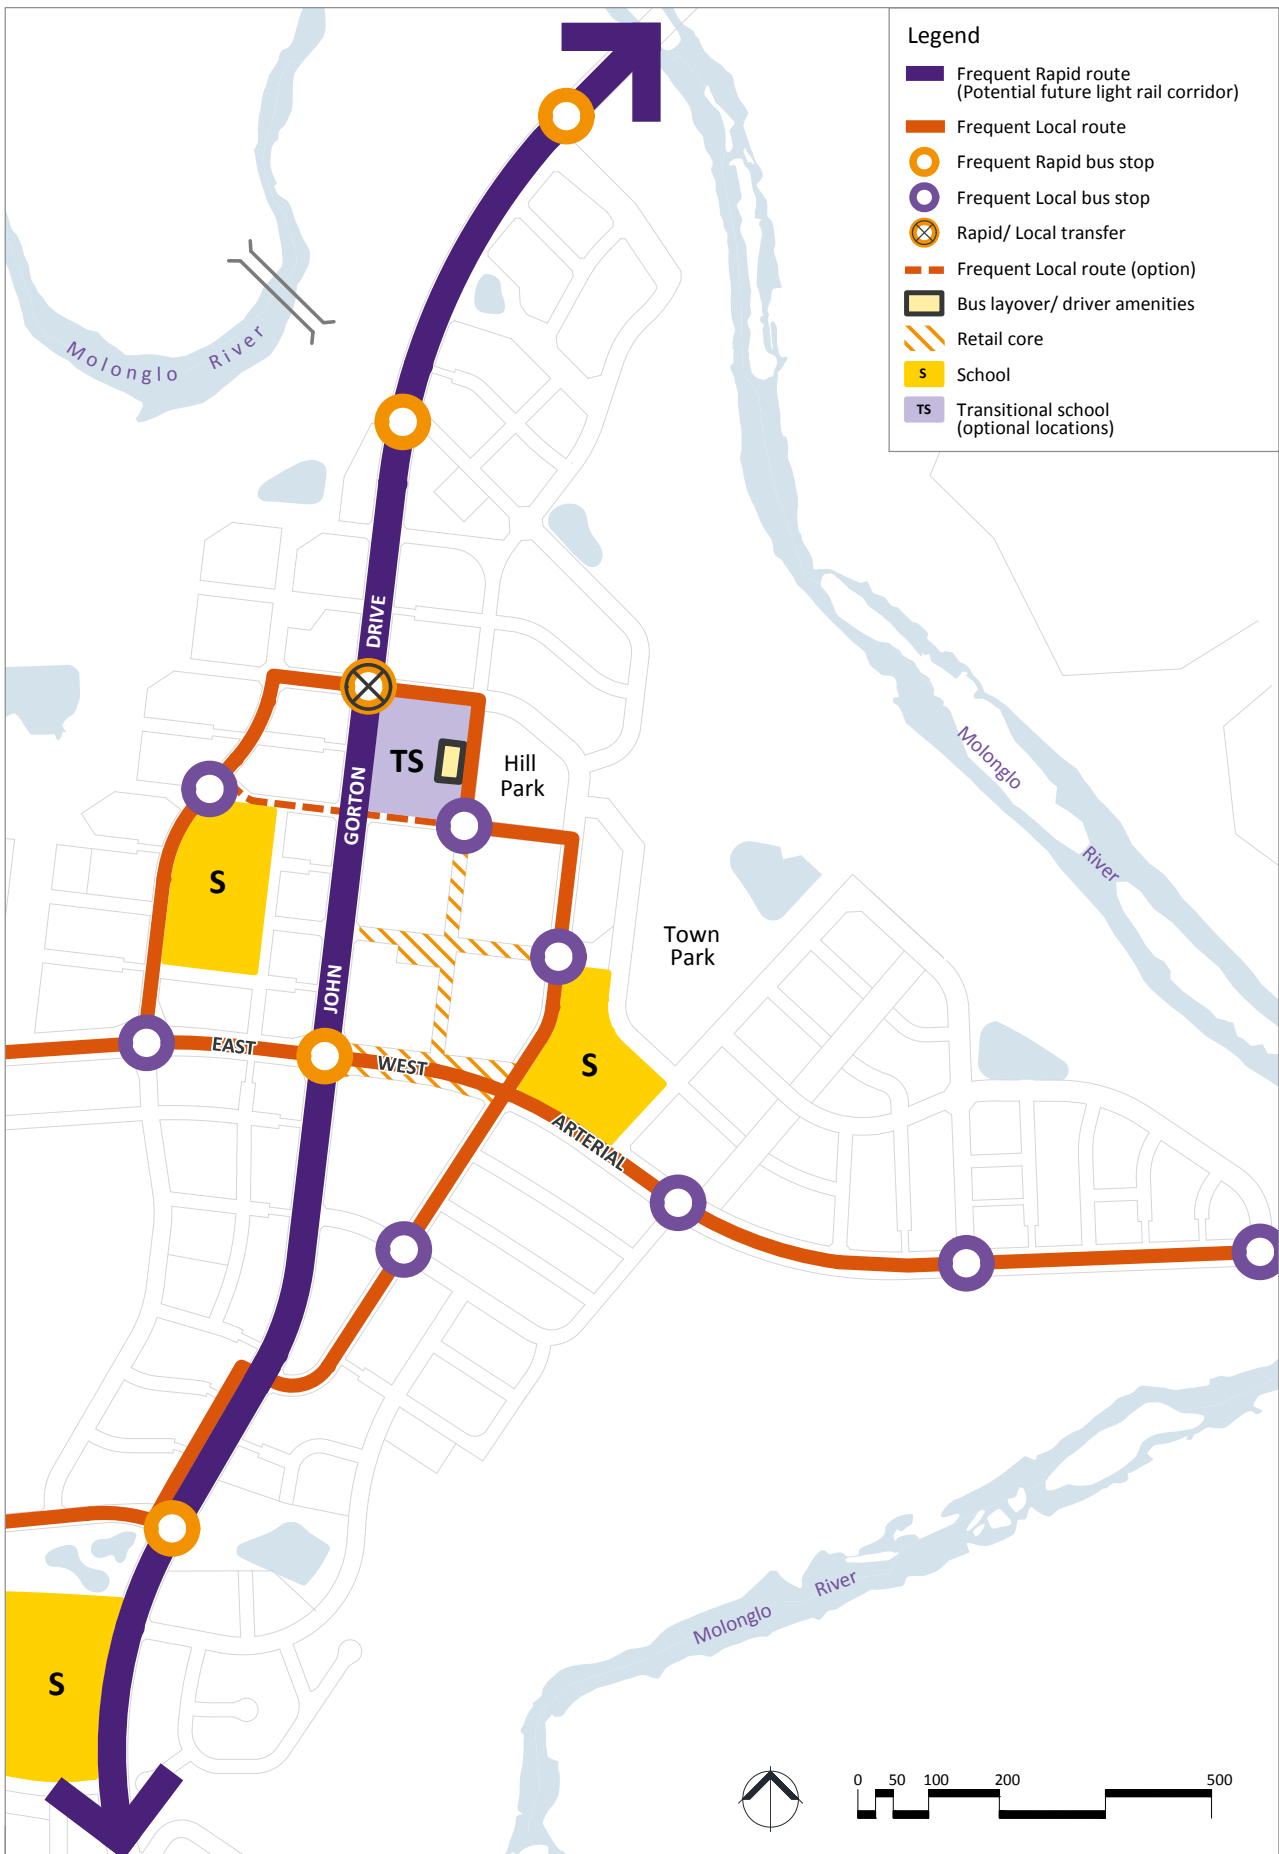 Legend
Frequent Rapid route
(Potential future light rail corridor)
Frequent Local route
Frequent Rapid bus stop
Frequent Local bus stop
Rapid/ Local transfer
Frequent Local route (option)
Bus layover/ driver amenities
Retail core
S School
TS Transitional school
(optional locations)
Molonglo River
DRIVE
GORTON
JOHN
TS
Hill
Park
Molonglo
River
S
Town
Park
EAST
WEST
ARTERIAL
S
Molonglo River
S
0 50 100 200 500